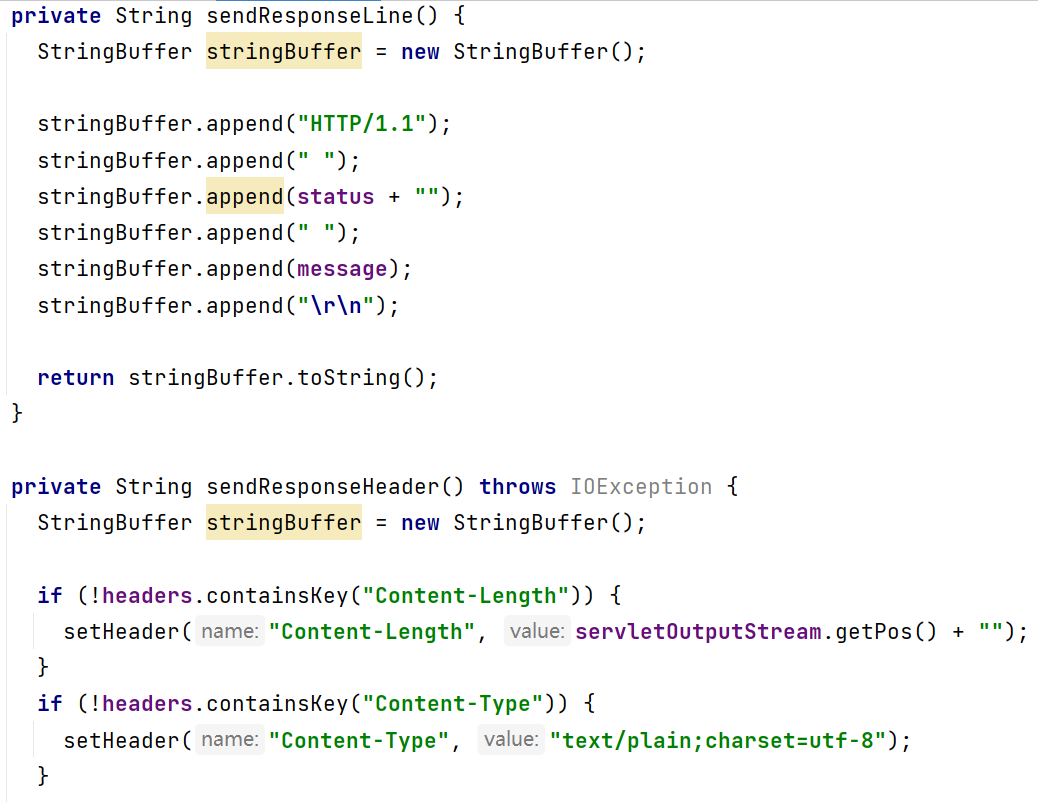 private String sendResponseLine() {
StringBuffer stringBuffer = new StringBuffer();
stringBuffer.append("HTTP/1.1");
stringBuffer.append(" ");
stringBuffer.append(status + "");
stringBuffer.append(" ");
stringBuffer.append(message);
stringBuffer.append("\r\n");
return stringBuffer.toString();
}
private String sendResponseHeader() throws IOException {
StringBuffer stringBuffer = new StringBuffer();
if (!headers.containsKey("Content-Length")) {
setHeader( name: "Content-Length", value: servletOutputStream.getPos() + "");
}
if (!headers.containsKey("Content-Type")) {
setHeader( name: "Content-Type", value: "text/plain;charset=utf-8");
}